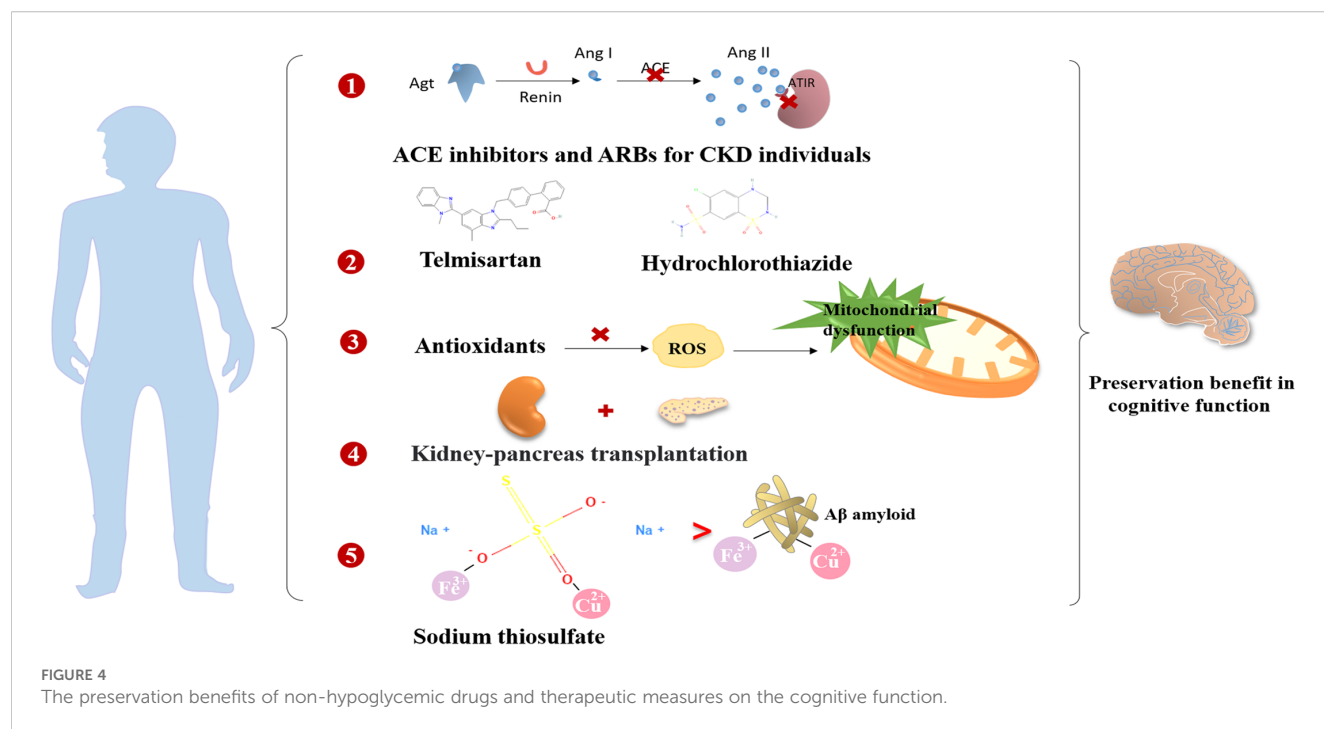 1
Agt
Renin
Ang I
ACE
Ang II
ATIR
ACE inhibitors and ARBs for CKD individuals
2
Telmisartan
Hydrochlorothiazide
3
Antioxidants
ROS
Mitochondrial
dysfunction
4
Kidney-pancreas transplantation
5
Na +
S
S
O -
- O
O
Fe3+
Cu2+
Na +
>
Aβ amyloid
Fe3+
Cu2+
Sodium thiosulfate
Preservation benefit in
cognitive function
FIGURE 4
The preservation benefits of non-hypoglycemic drugs and therapeutic measures on the cognitive function.